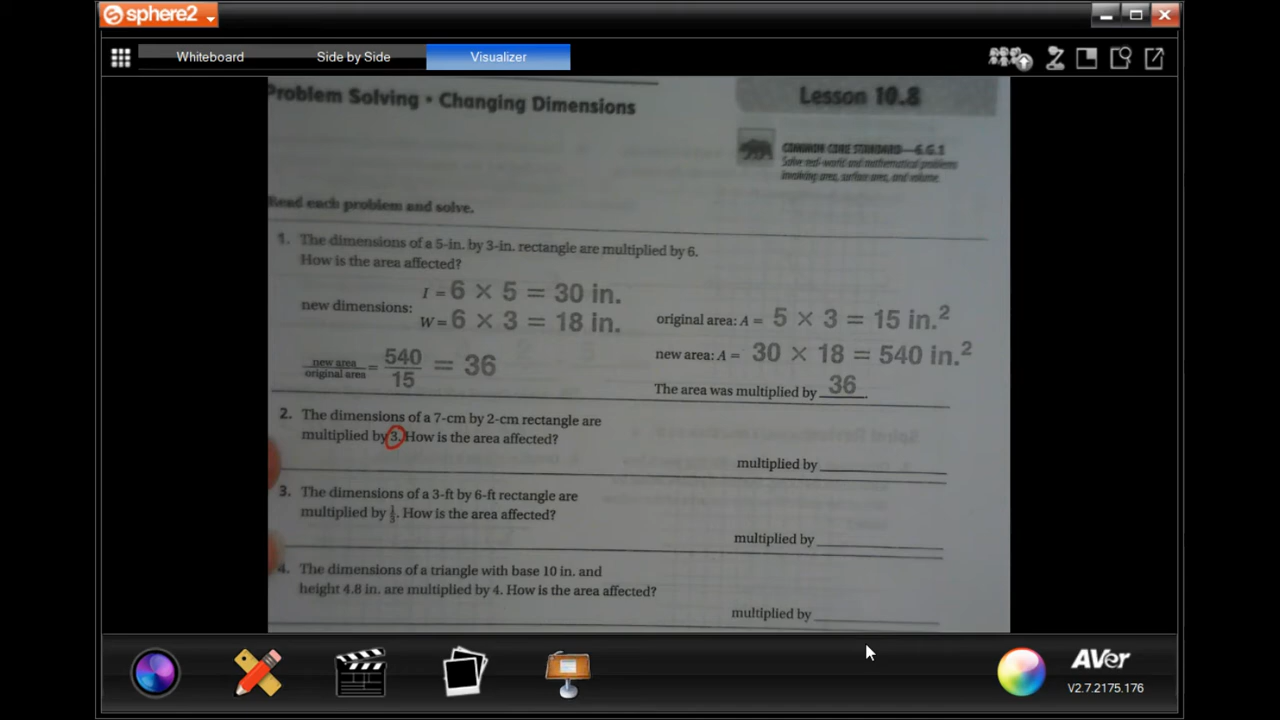 sphere2
Whiteboard Side by Side Visualizer
Problem Solving • Changing Dimensions
Lesson 10.8
COMMON CORE STANDARD—6.G.1
Solve real-world and mathematical problems
involving area, surface area, and volume.
Read each problem and solve.
1. The dimensions of a 5-in. by 3-in. rectangle are multiplied by 6.
How is the area affected?
new dimensions:
l = 6 × 5 = 30 in.
W = 6 × 3 = 18 in.
original area: A = 5 × 3 = 15 in.²
new area: A = 30 × 18 = 540 in.²
new area/original area = 540/15 = 36
The area was multiplied by 36.
2. The dimensions of a 7-cm by 2-cm rectangle are
multiplied by 3. How is the area affected?
multiplied by
3. The dimensions of a 3-ft by 6-ft rectangle are
multiplied by 1/3. How is the area affected?
multiplied by
4. The dimensions of a triangle with base 10 in. and
height 4.8 in. are multiplied by 4. How is the area affected?
multiplied by
AVer
V2.7.2175.176